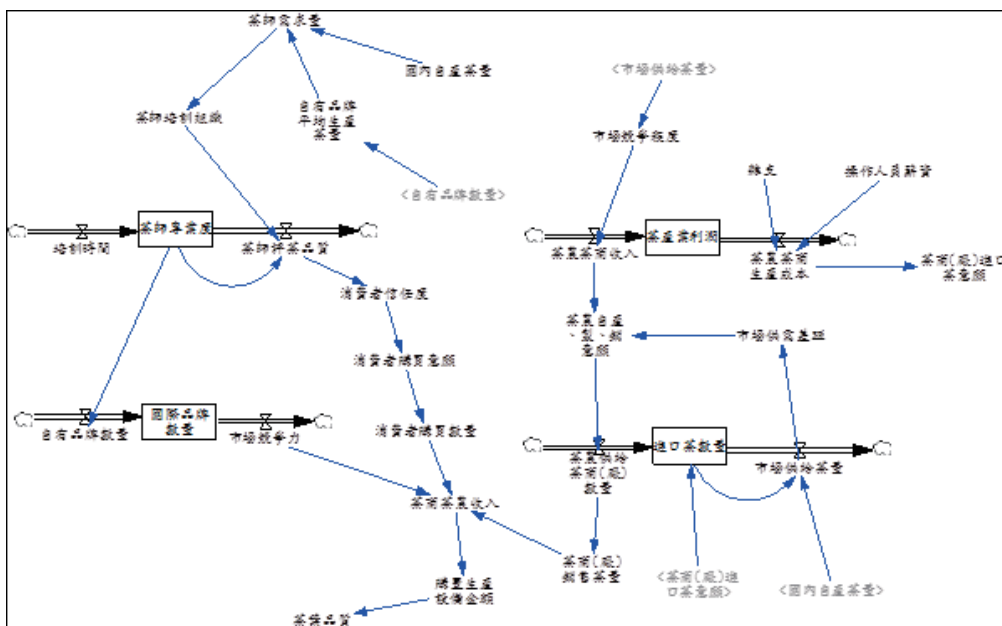 茶師需求量
國內自產茶量
<市場供給茶量>
茶師培訓組織
自有品牌
平均生產
茶量
市場競爭程度
<自有品牌數量>
雜支
操作人員薪資
培訓時間
茶師專業度
茶師評茶品質
茶農茶商收入
茶產業利潤
茶農茶商
生產成本
茶商(廠)進口
茶意願
消費者信任度
茶農自產
、製、銷
意願
市場供需差距
消費者購買意願
自有品牌數量
國際品牌
數量
市場競爭力
消費者購買數量
茶農供給
茶商(廠)
數量
進口茶數量
市場供給茶量
茶商茶農收入
茶商(廠)
銷售茶量
<茶商(廠)進
口茶意願>
<國內自產茶量>
購置生產
設備金額
茶葉品質